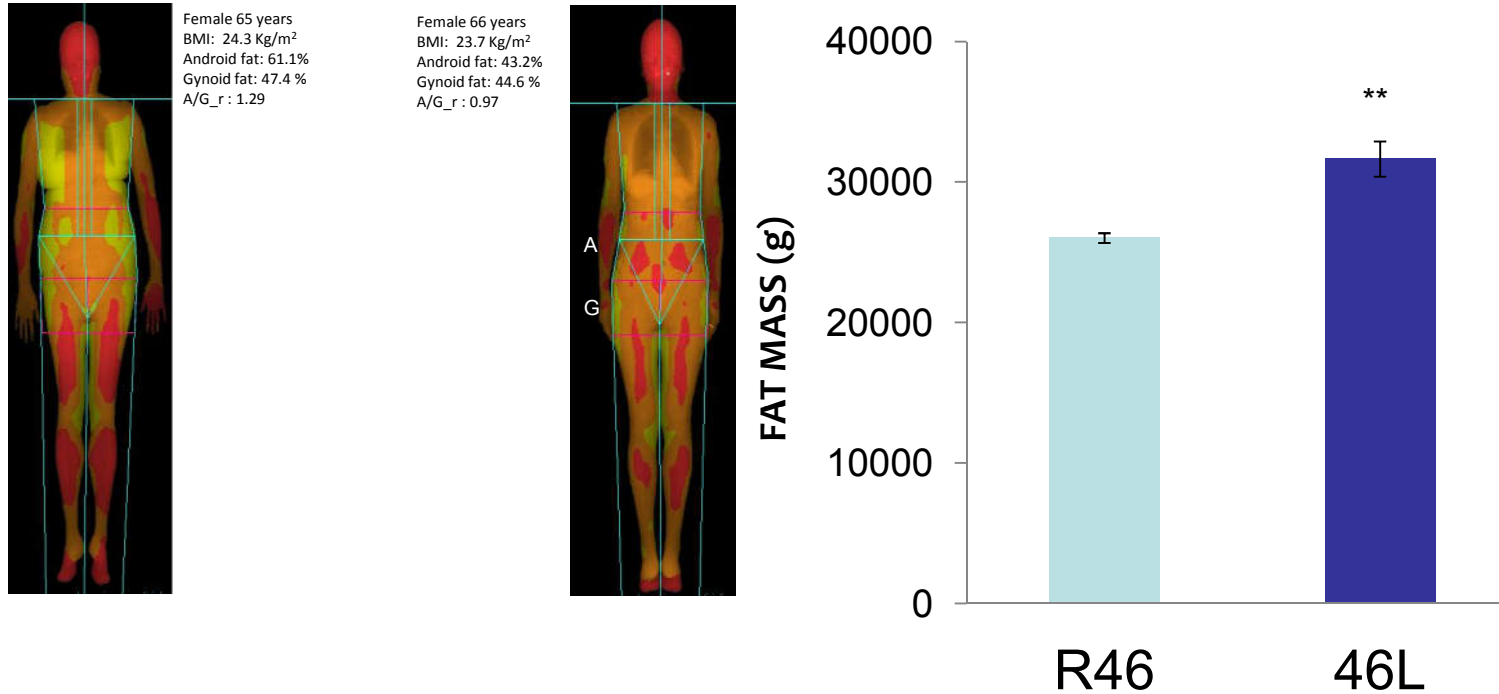 Female 65 years
BMI: 24.3 Kg/m²
Android fat: 61.1%
Gynoid fat: 47.4 %
A/G_r : 1.29
Female 66 years
BMI: 23.7 Kg/m²
Android fat: 43.2%
Gynoid fat: 44.6 %
A/G_r : 0.97
A
G
FAT MASS (g)
40000
30000
20000
10000
0
**
R46
46L